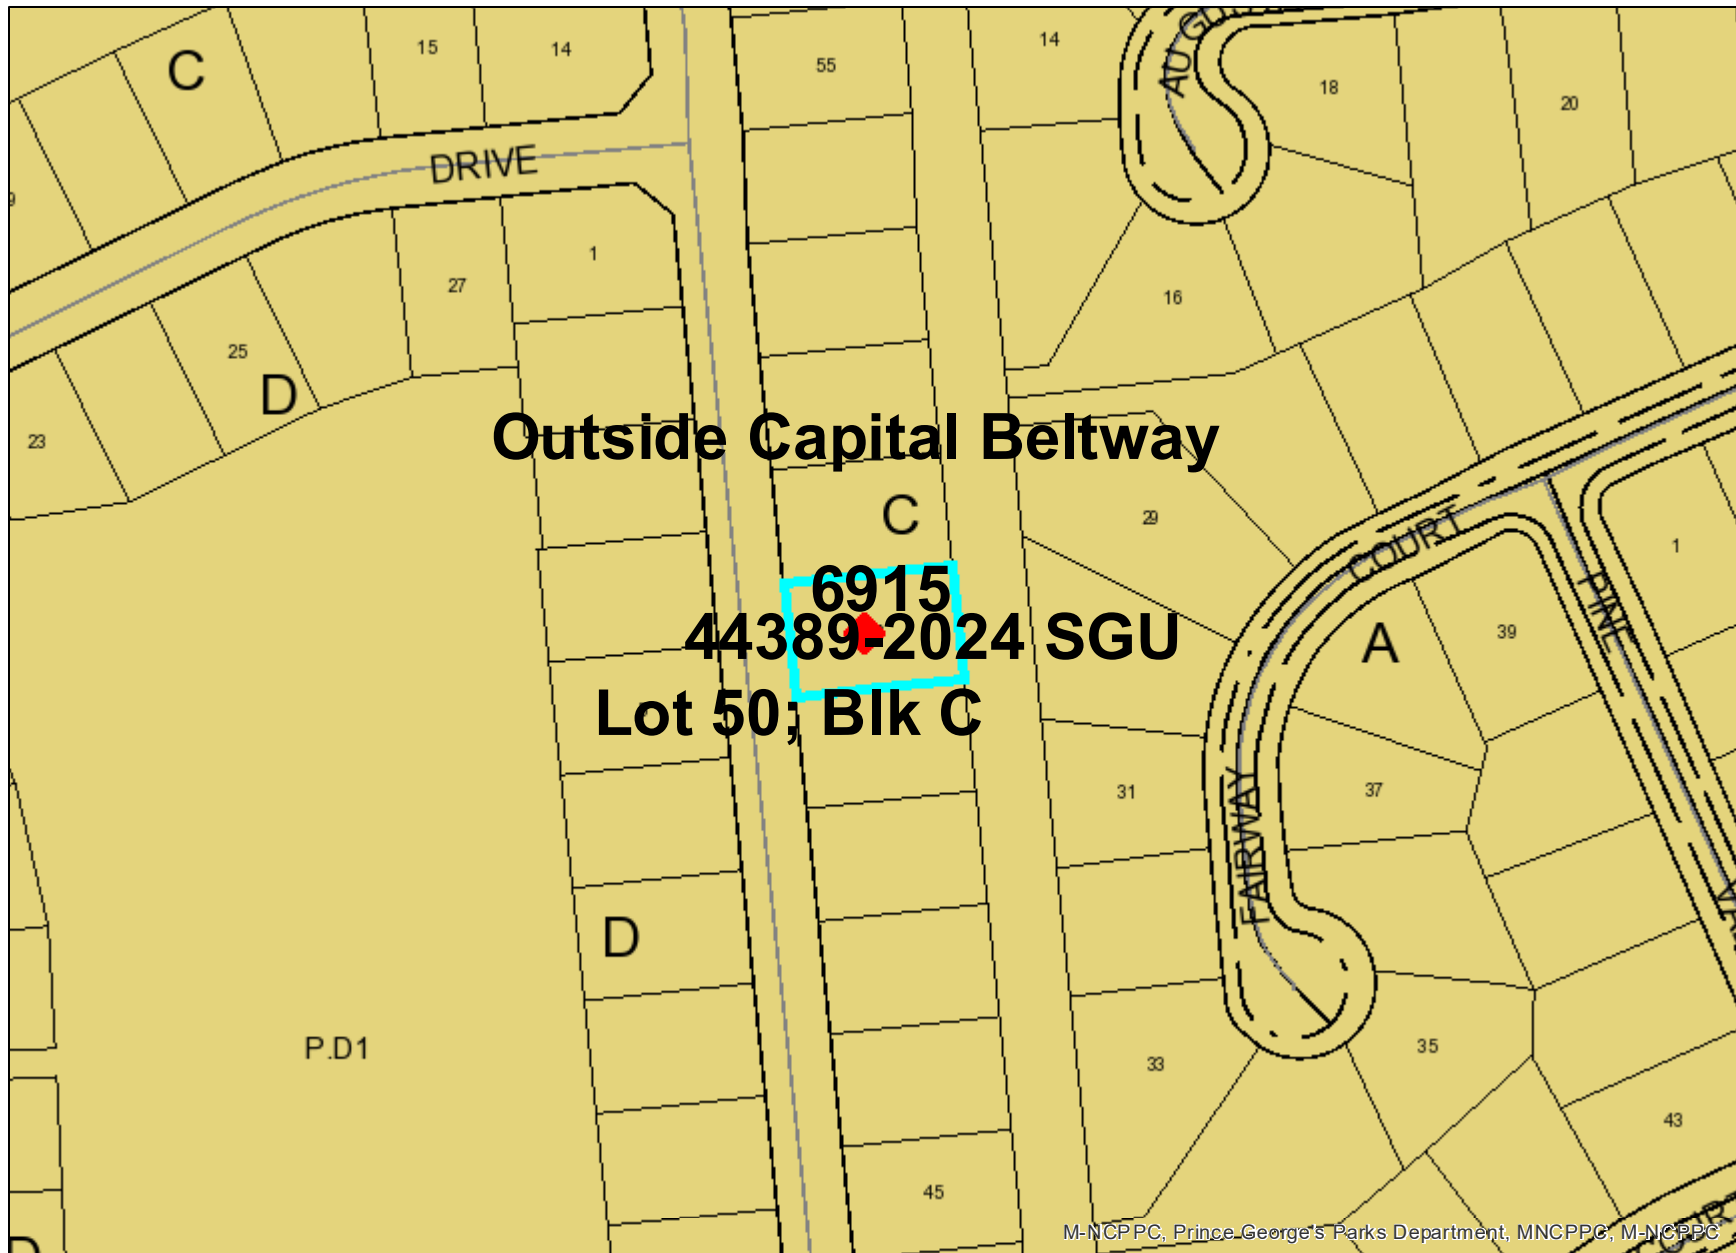 C
15
14
55
14
AUGU
18
20
DRIVE
1
27
16
25
D
23
Outside Capital Beltway
C
29
COURT
1
PINE
6915
44389-2024 SGU
A
39
Lot 50; Blk C
31
37
FAIRWAY
D
P.D1
33
35
43
45
M-NCPPC, Prince George's Parks Department, MNCPPC, M-NCPPC
D